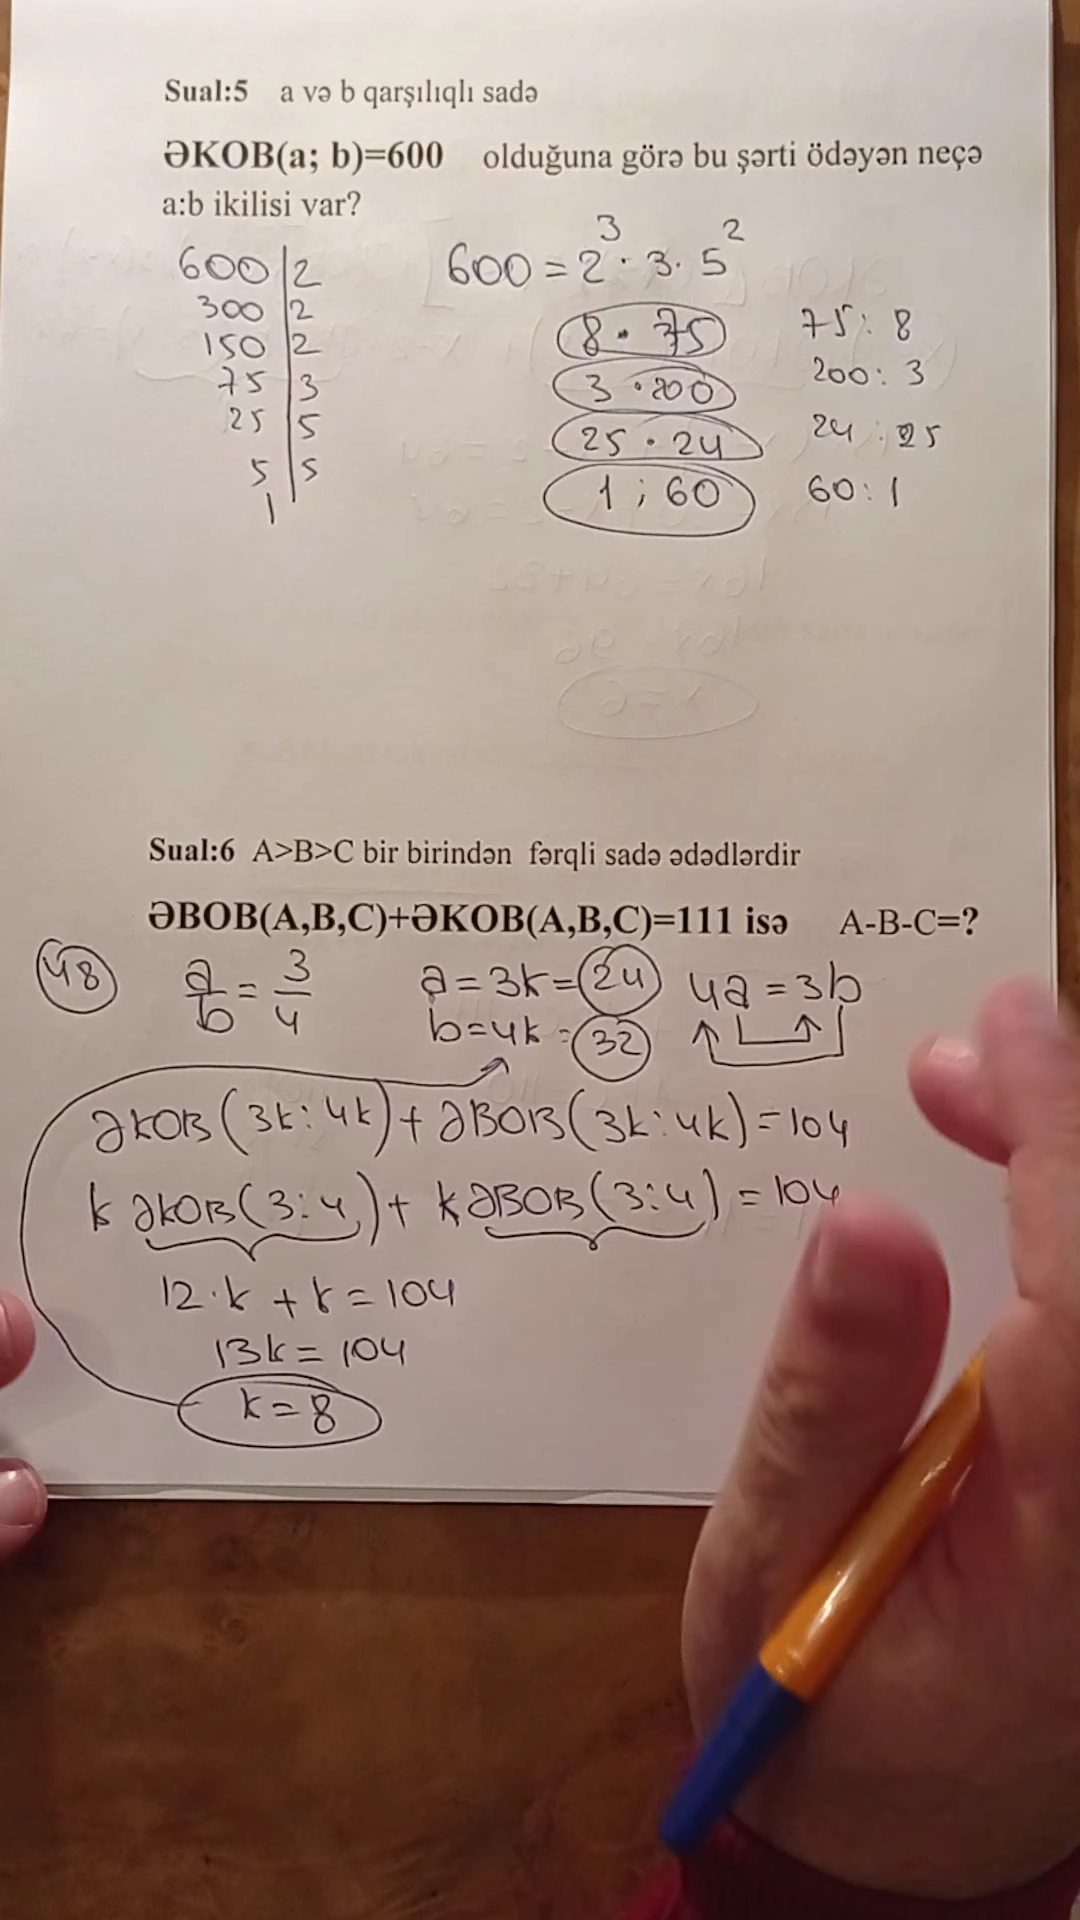 Sual:5 a və b qarşılıqlı sadə
ƏKOB(a; b)=600 olduğuna görə bu şərti ödəyən neçə
a:b ikilisi var?
600 | 2
300 | 2
150 | 2
75 | 3
25 | 5
5 | 5
1
600 = 2³ · 3 · 5²
8 · 75 75 : 8
3 · 200 200 : 3
25 · 24 24 : 25
1 ; 60 60 : 1
Sual:6 A>B>C bir birindən fərqli sadə ədədlərdir
ƏBOB(A,B,C)+ƏKOB(A,B,C)=111 isə A-B-C=?
48 a/b = 3/4 a = 3k = 24 4a = 3b
b = 4k = 32
ƏKOB(3k : 4k) + ƏBOB(3k : 4k) = 104
k ƏKOB(3 : 4) + k ƏBOB(3 : 4) = 104
12 · k + k = 104
13k = 104
k = 8